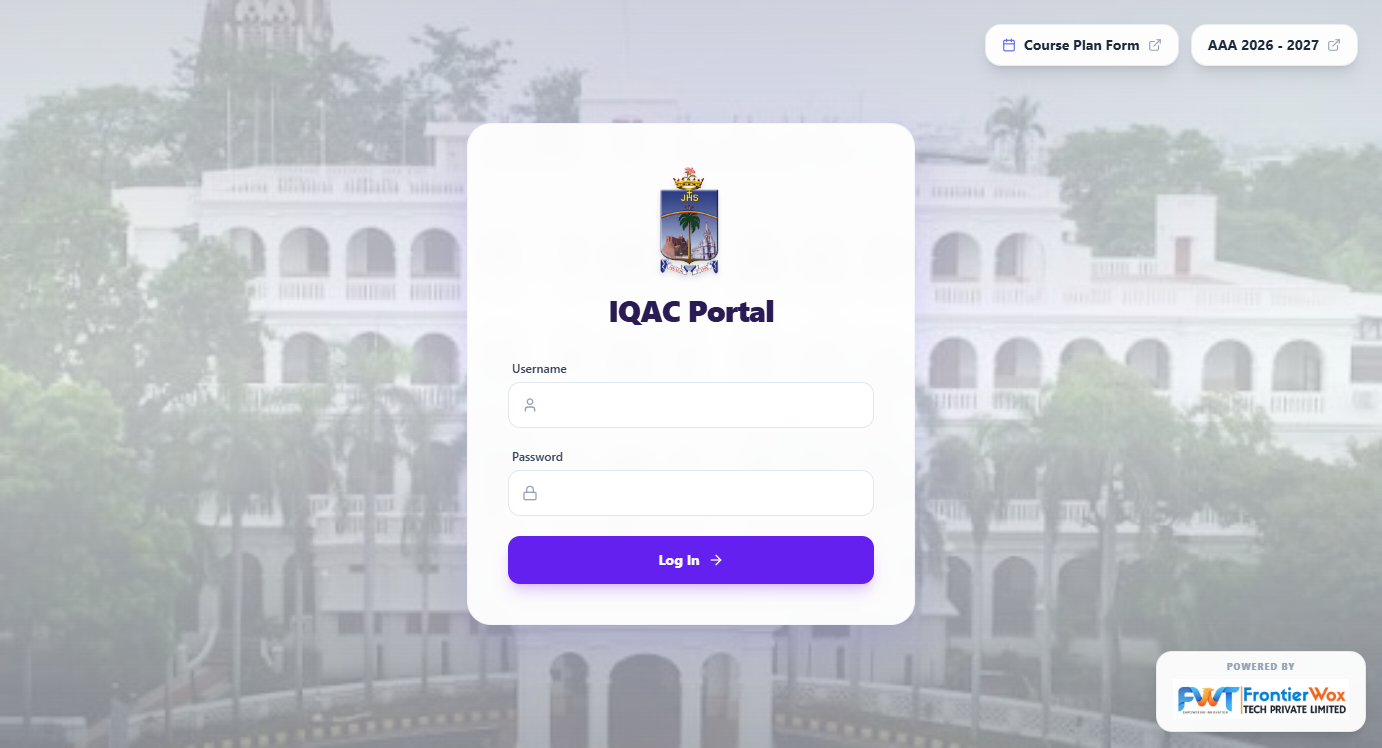 Course Plan Form
AAA 2026 - 2027
JHS
IQAC Portal
Username
Password
Log In
POWERED BY
FWT FrontierWox
TECH PRIVATE LIMITED